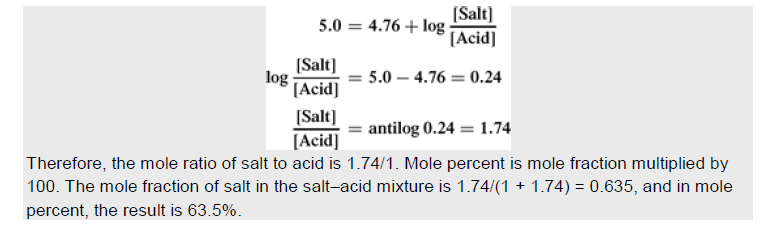 5.0 = 4.76 + log [Salt]/[Acid]
log [Salt]/[Acid] = 5.0 − 4.76 = 0.24
[Salt]/[Acid] = antilog 0.24 = 1.74
Therefore, the mole ratio of salt to acid is 1.74/1. Mole percent is mole fraction multiplied by
100. The mole fraction of salt in the salt–acid mixture is 1.74/(1 + 1.74) = 0.635, and in mole
percent, the result is 63.5%.